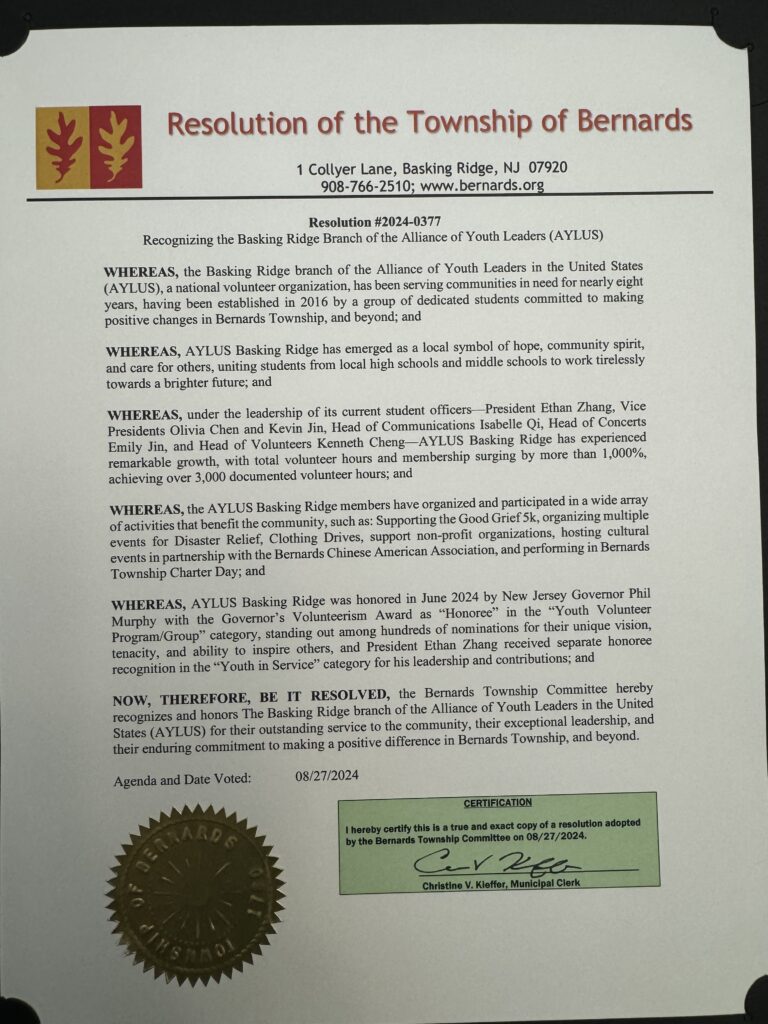 Resolution of the Township of Bernards
1 Collyer Lane, Basking Ridge, NJ 07920
908-766-2510; www.bernards.org
Resolution #2024-0377
Recognizing the Basking Ridge Branch of the Alliance of Youth Leaders (AYLUS)
WHEREAS, the Basking Ridge branch of the Alliance of Youth Leaders in the United States
(AYLUS), a national volunteer organization, has been serving communities in need for nearly eight
years, having been established in 2016 by a group of dedicated students committed to making
positive changes in Bernards Township, and beyond; and
WHEREAS, AYLUS Basking Ridge has emerged as a local symbol of hope, community spirit,
and care for others, uniting students from local high schools and middle schools to work tirelessly
towards a brighter future; and
WHEREAS, under the leadership of its current student officers—President Ethan Zhang, Vice
Presidents Olivia Chen and Kevin Jin, Head of Communications Isabelle Qi, Head of Concerts
Emily Jin, and Head of Volunteers Kenneth Cheng—AYLUS Basking Ridge has experienced
remarkable growth, with total volunteer hours and membership surging by more than 1,000%,
achieving over 3,000 documented volunteer hours; and
WHEREAS, the AYLUS Basking Ridge members have organized and participated in a wide array
of activities that benefit the community, such as: Supporting the Good Grief 5k, organizing multiple
events for Disaster Relief, Clothing Drives, support non-profit organizations, hosting cultural
events in partnership with the Bernards Chinese American Association, and performing in Bernards
Township Charter Day; and
WHEREAS, AYLUS Basking Ridge was honored in June 2024 by New Jersey Governor Phil
Murphy with the Governor's Volunteerism Award as “Honoree” in the “Youth Volunteer
Program/Group” category, standing out among hundreds of nominations for their unique vision,
tenacity, and ability to inspire others, and President Ethan Zhang received separate honoree
recognition in the “Youth in Service” category for his leadership and contributions; and
NOW, THEREFORE, BE IT RESOLVED, the Bernards Township Committee hereby
recognizes and honors The Basking Ridge branch of the Alliance of Youth Leaders in the United
States (AYLUS) for their outstanding service to the community, their exceptional leadership, and
their enduring commitment to making a positive difference in Bernards Township, and beyond.
Agenda and Date Voted: 08/27/2024
CERTIFICATION
I hereby certify this is a true and exact copy of a resolution adopted
by the Bernards Township Committee on 08/27/2024.
Christine V. Kieffer, Municipal Clerk
TOWNSHIP OF BERNARDS